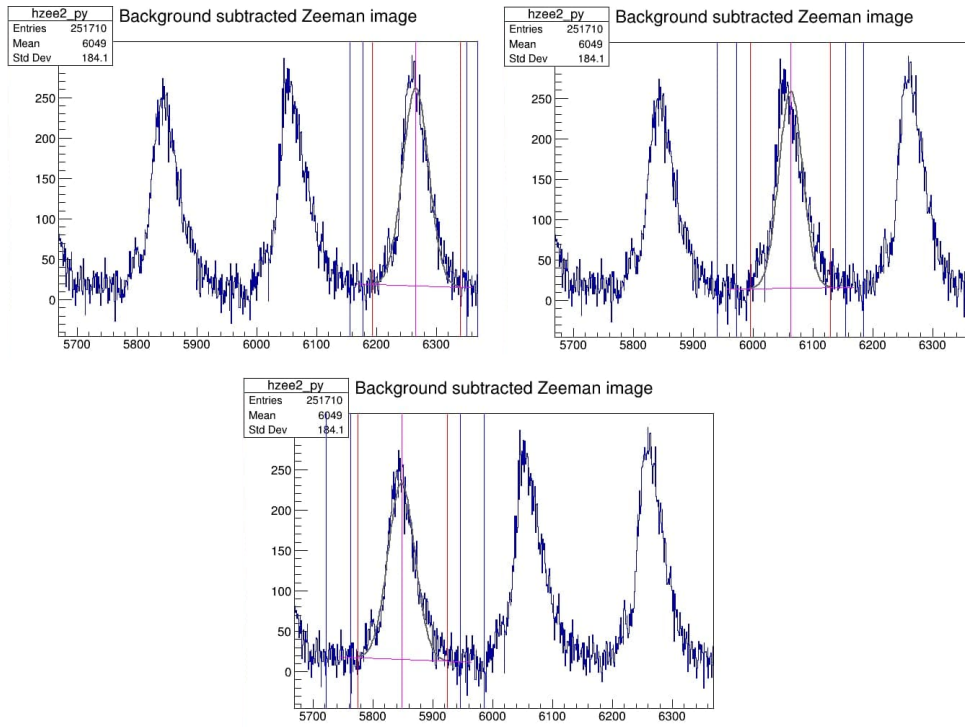 hzee2_py
Entries 251710
Mean 6049
Std Dev 184.1
Background subtracted Zeeman image
250
200
150
100
50
0
5700 5800 5900 6000 6100 6200 6300
hzee2_py
Entries 251710
Mean 6049
Std Dev 184.1
Background subtracted Zeeman image
250
200
150
100
50
0
5700 5800 5900 6000 6100 6200 6300
hzee2_py
Entries 251710
Mean 6049
Std Dev 184.1
Background subtracted Zeeman image
250
200
150
100
50
0
5700 5800 5900 6000 6100 6200 6300